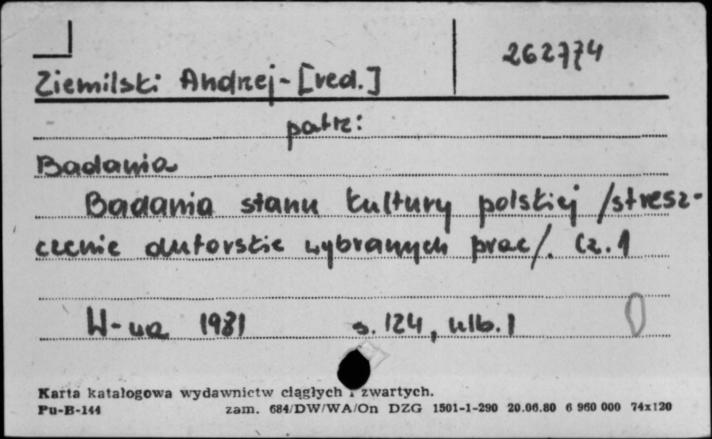 262774
Ziemilski Andrzej - [red.]
patrz:
Badania
Badania stanu kultury polskiej /stresz-
czenie autorskie wybranych prac/. Cz. 1
W-wa 1981 s. 124, nlb. 1
Karta katalogowa wydawnictw ciągłych i zwartych.
Pu-B-144 zam. 684/DW/WA/On DZG 1501-1-290 20.06.80 6 960 000 74x120